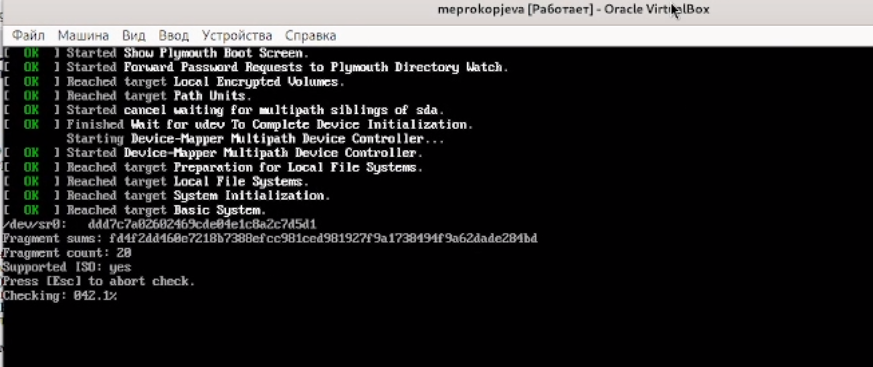 meprokopjeva [Работает] - Oracle VirtualBox
Файл Машина Вид Ввод Устройства Справка
[ OK ] Started Show Plymouth Boot Screen.
[ OK ] Started Forward Password Requests to Plymouth Directory Watch.
[ OK ] Reached target Local Encrypted Volumes.
[ OK ] Reached target Path Units.
[ OK ] Started cancel waiting for multipath siblings of sda.
[ OK ] Finished Wait for udev To Complete Device Initialization.
Starting Device-Mapper Multipath Device Controller...
[ OK ] Started Device-Mapper Multipath Device Controller.
[ OK ] Reached target Preparation for Local File Systems.
[ OK ] Reached target Local File Systems.
[ OK ] Reached target System Initialization.
[ OK ] Reached target Basic System.
/dev/sr0: ddd7c7a02602469cde04e1c8a2c7d5d1
Fragment sums: fd4f2dd460e7218b7388efcc981ced981927f9a1738494f9a62dade284bd
Fragment count: 20
Supported ISO: yes
Press [Esc] to abort check.
Checking: 042.1%